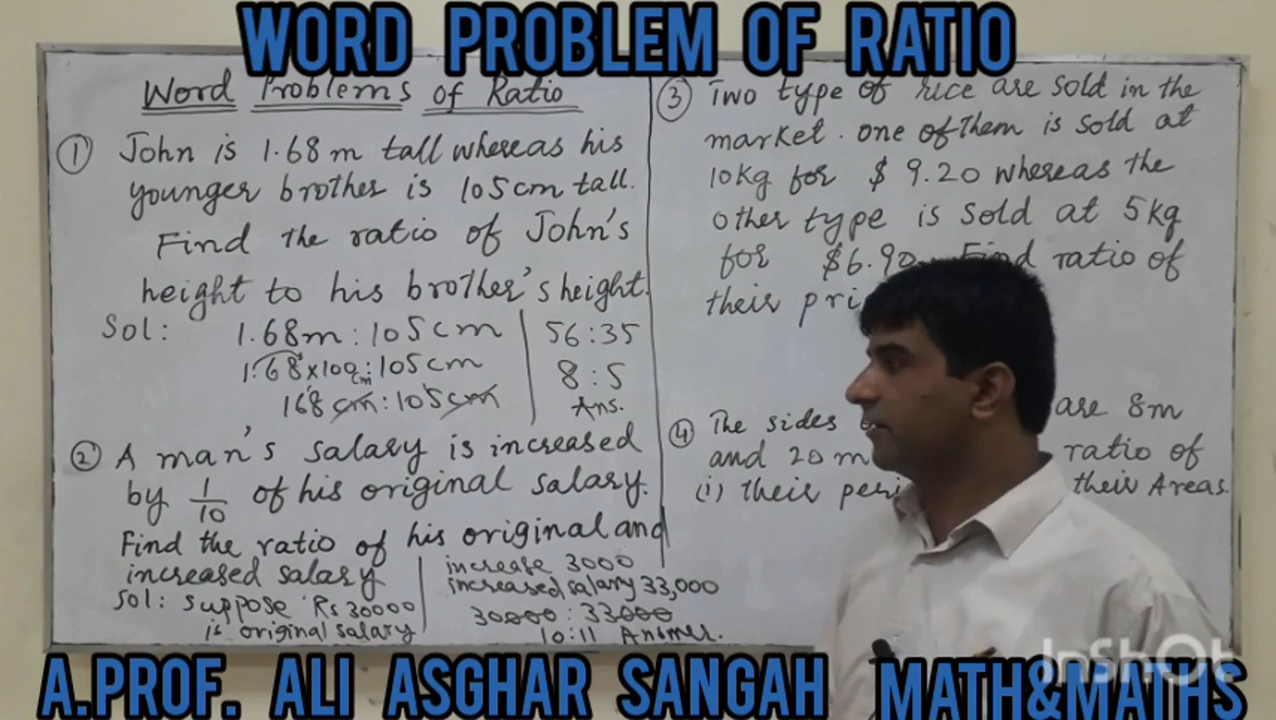 WORD PROBLEM OF RATIO
Word Problems of Ratio
① John is 1.68 m tall whereas his
younger brother is 105 cm tall.
Find the ratio of John's
height to his brother's height.
Sol: 1.68m : 105cm
1.68×100cm : 105cm
168 cm : 105cm
56 : 35
8 : 5
Ans.
② A man's salary is increased
by 1/10 of his original salary.
Find the ratio of his original and
increased salary
Sol: Suppose Rs 30000
is original salary
increase 3000
increased salary 33,000
30000 : 33000
10:11 Answer.
③ Two type of rice are sold in the
market. one of them is sold at
10kg for $ 9.20 whereas the
other type is sold at 5kg
for $6.90. Find ratio of
their pri
④ The sides are 8m
and 20 m ratio of
(i) their peri their Areas.
InShOt
A.PROF. ALI ASGHAR SANGAH MATH&MATHS